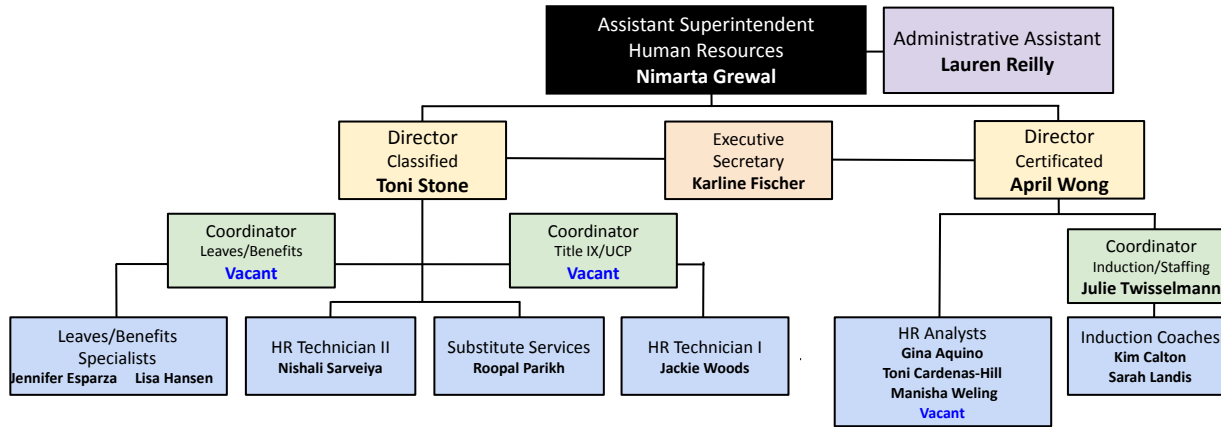 Assistant Superintendent
Human Resources
Nimarta Grewal
Administrative Assistant
Lauren Reilly
Director
Classified
Toni Stone
Executive
Secretary
Karline Fischer
Director
Certificated
April Wong
Coordinator
Leaves/Benefits
Vacant
Coordinator
Title IX/UCP
Vacant
Coordinator
Induction/Staffing
Julie Twisselmann
Leaves/Benefits
Specialists
Jennifer Esparza Lisa Hansen
HR Technician II
Nishali Sarveiya
Substitute Services
Roopal Parikh
HR Technician I
Jackie Woods
.
HR Analysts
Gina Aquino
Toni Cardenas-Hill
Manisha Weling
Vacant
Induction Coaches
Kim Calton
Sarah Landis